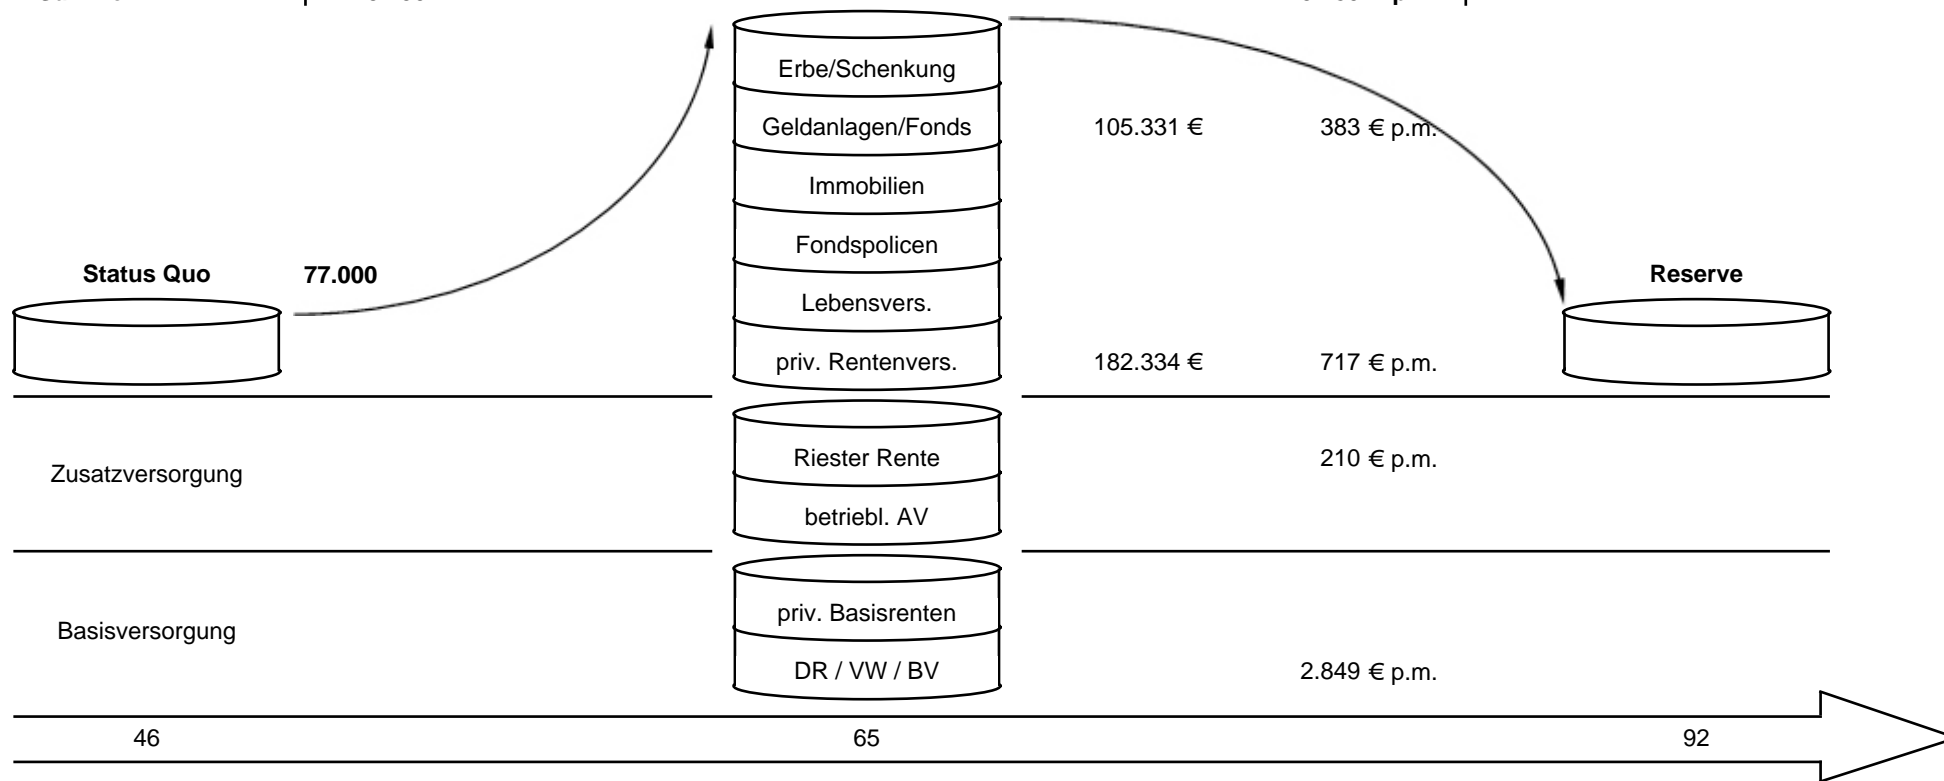 Erbe/Schenkung
Geldanlagen/Fonds 105.331 € 383 € p.m.
Immobilien
Fondspolicen
Status Quo 77.000 Reserve
Lebensvers.
priv. Rentenvers. 182.334 € 717 € p.m.
Riester Rente 210 € p.m.
Zusatzversorgung
betriebl. AV
priv. Basisrenten
Basisversorgung
DR / VW / BV 2.849 € p.m.
46 65 92